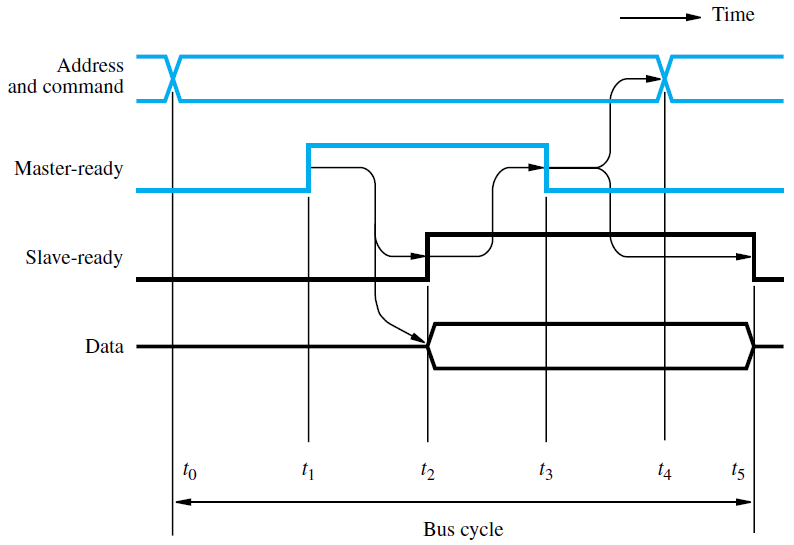 Time
Address
and command
Master-ready
Slave-ready
Data
t0 t1 t2 t3 t4 t5
Bus cycle